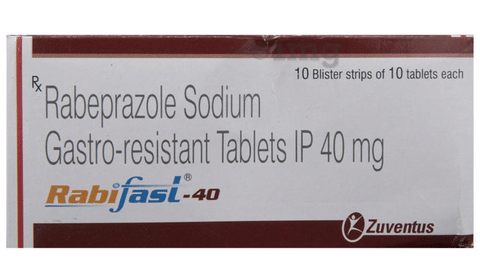 10 Blister strips of 10 tablets each
Rx
Rabeprazole Sodium
Gastro-resistant Tablets IP 40 mg
Rabifast®-40
Zuventus